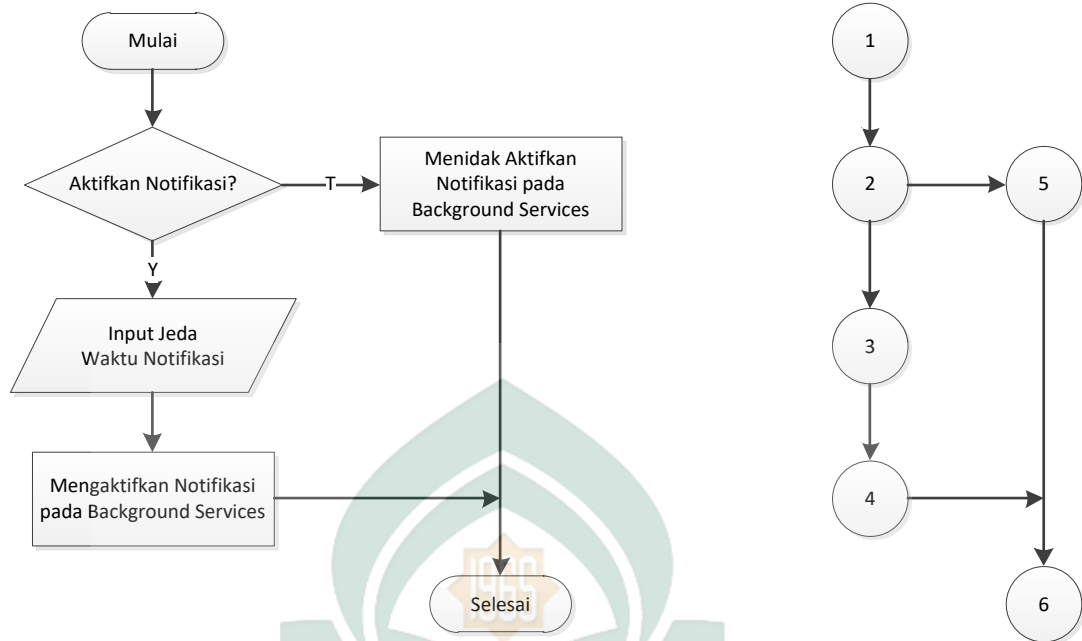 Mulai
Aktifkan Notifikasi?
T
Menidak Aktifkan
Notifikasi pada
Background Services
Y
Input Jeda
Waktu Notifikasi
Mengaktifkan Notifikasi
pada Background Services
1965
Selesai
1
2
5
3
4
6